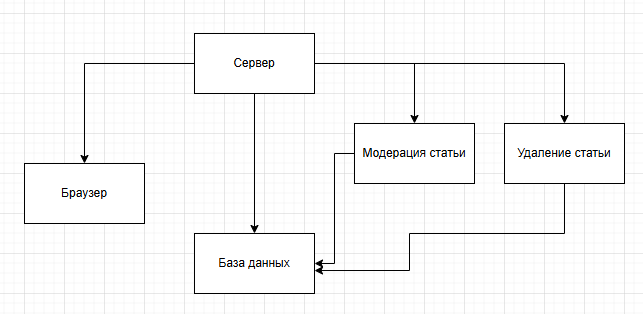 Сервер
Модерация статьи
Удаление статьи
Браузер
База данных